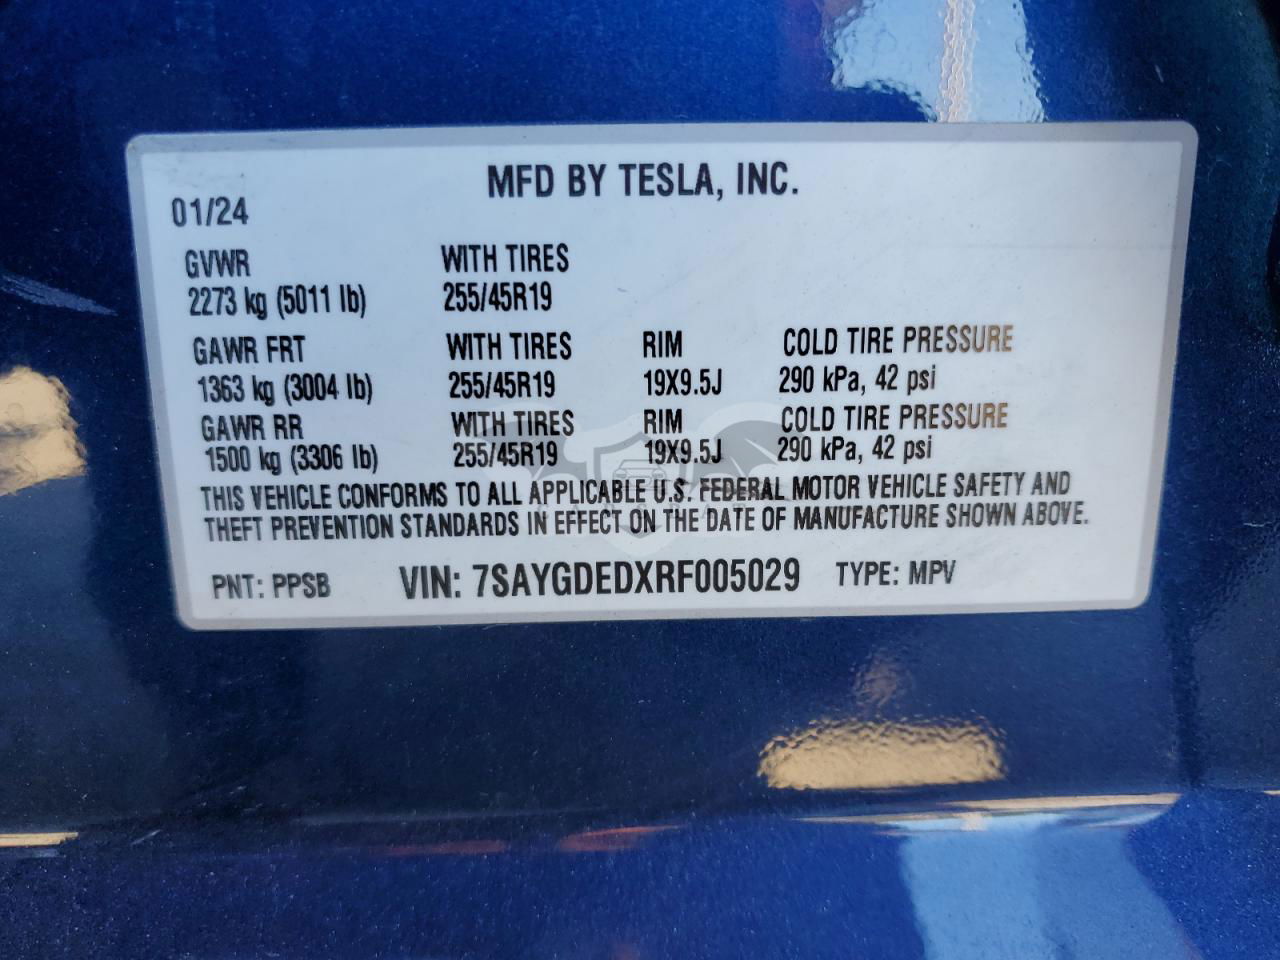 MFD BY TESLA, INC.
01/24
GVWR WITH TIRES
2273 kg (5011 lb) 255/45R19
GAWR FRT WITH TIRES RIM COLD TIRE PRESSURE
1363 kg (3004 lb) 255/45R19 19X9.5J 290 kPa, 42 psi
GAWR RR WITH TIRES RIM COLD TIRE PRESSURE
1500 kg (3306 lb) 255/45R19 19X9.5J 290 kPa, 42 psi
THIS VEHICLE CONFORMS TO ALL APPLICABLE U.S. FEDERAL MOTOR VEHICLE SAFETY AND
THEFT PREVENTION STANDARDS IN EFFECT ON THE DATE OF MANUFACTURE SHOWN ABOVE.
PNT: PPSB VIN: 7SAYGDEDXRF005029 TYPE: MPV